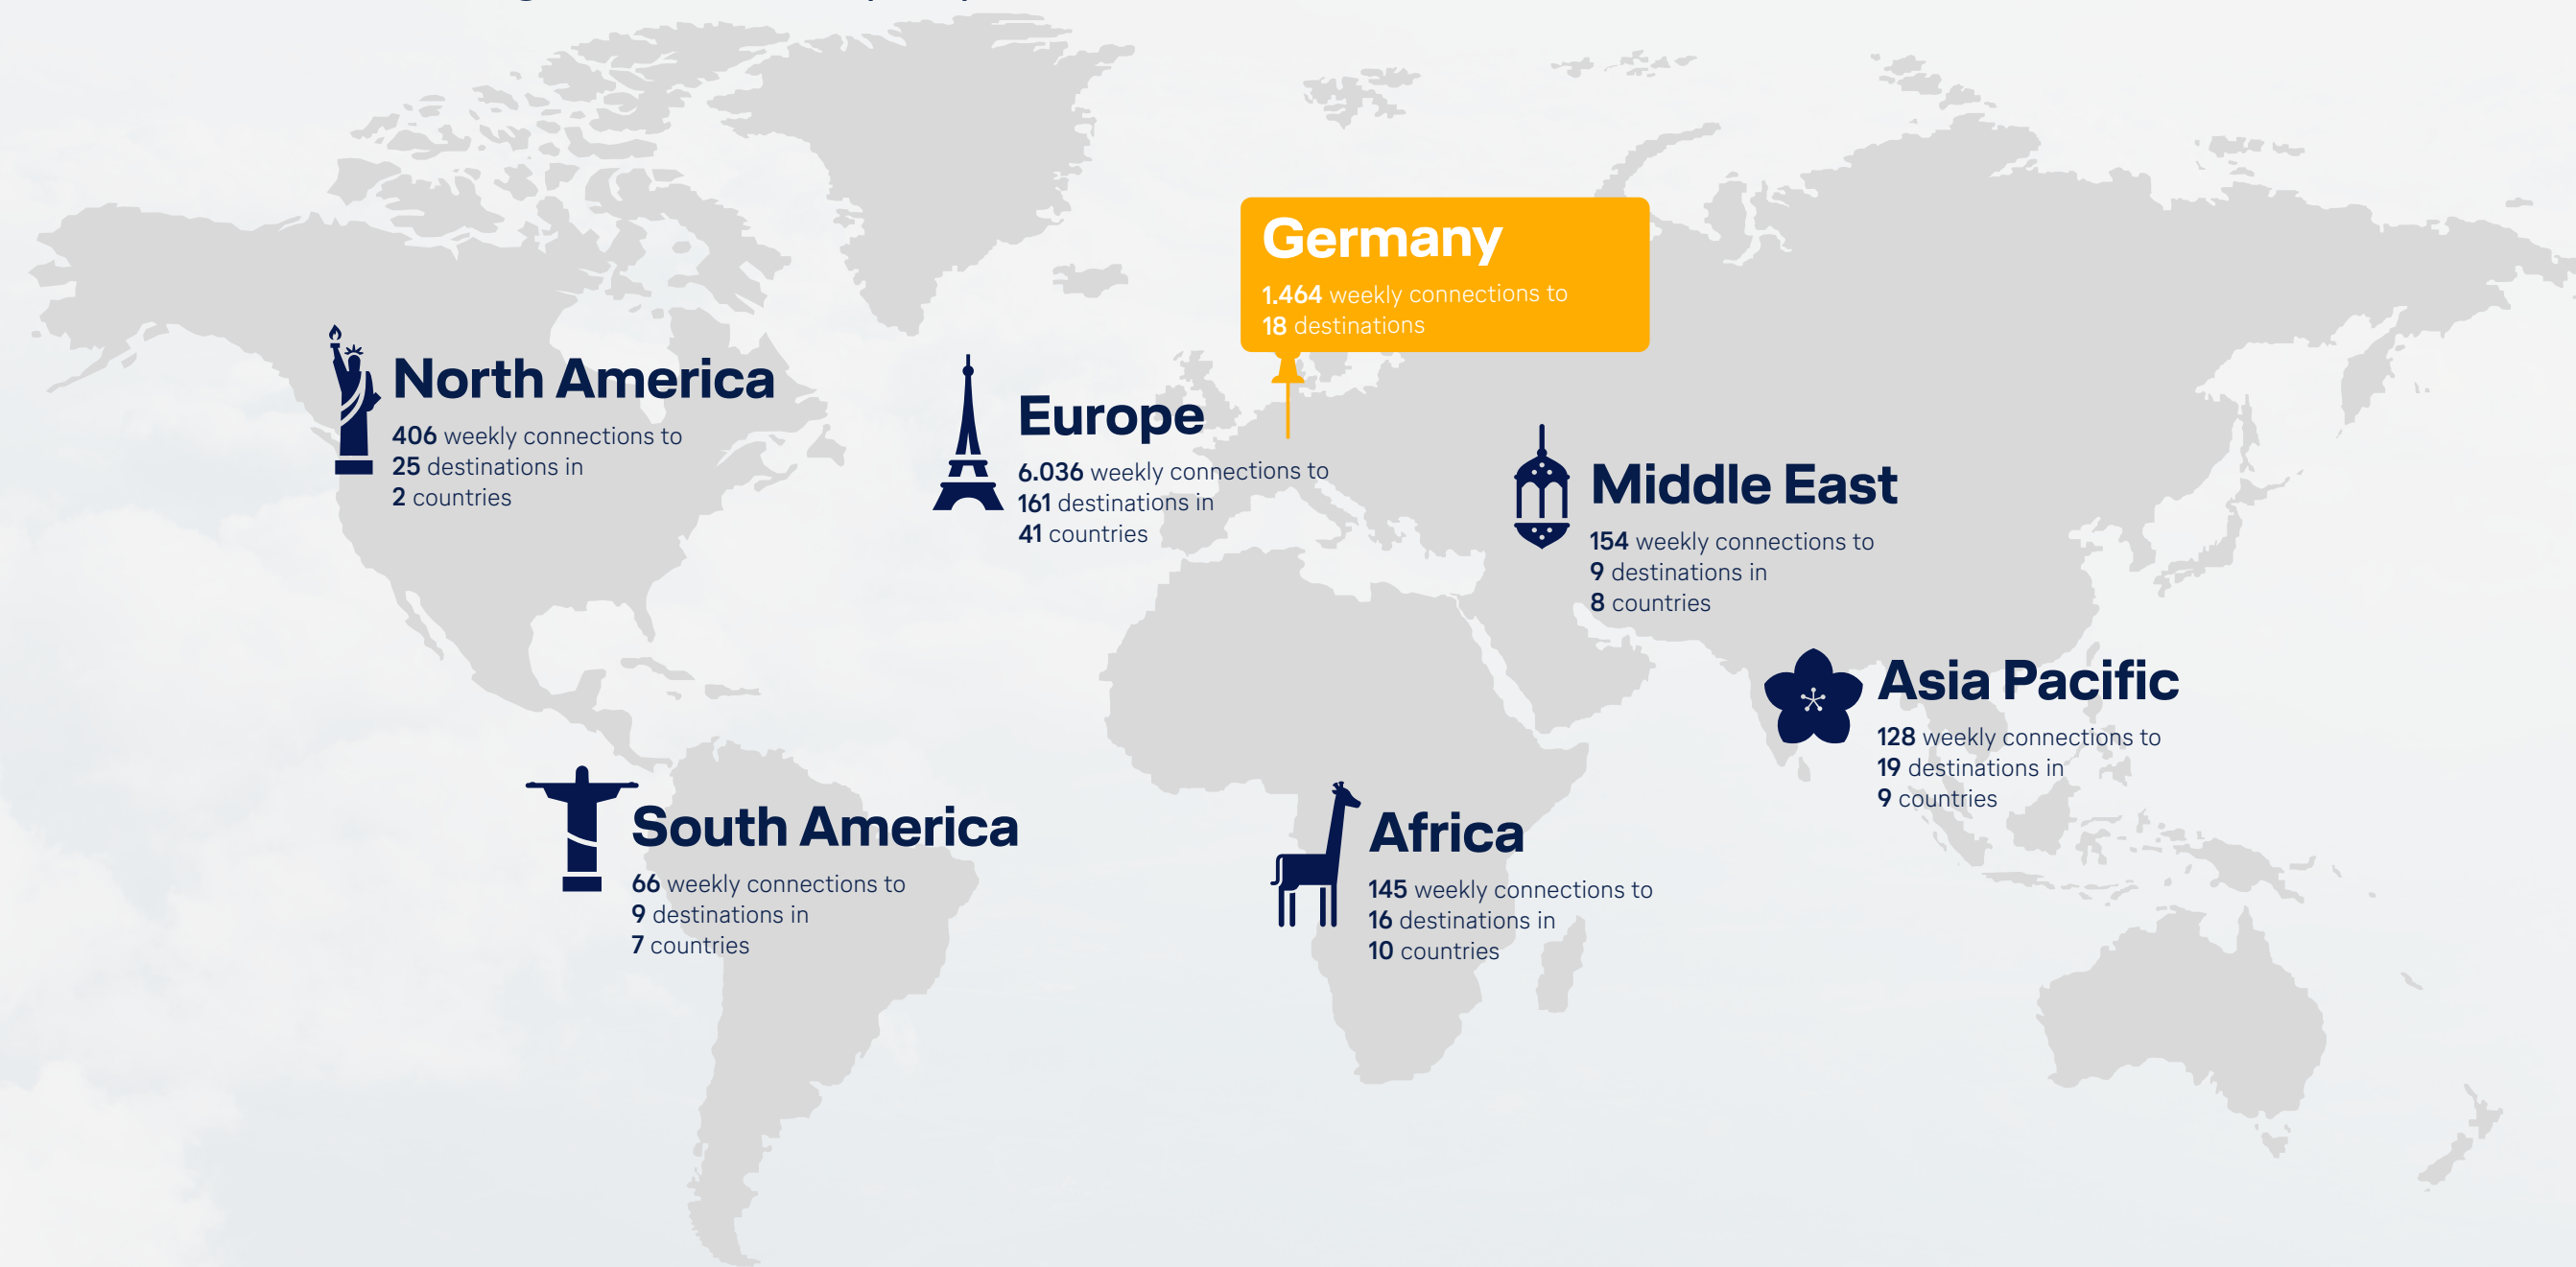 Germany
1.464 weekly connections to
18 destinations
North America
406 weekly connections to
25 destinations in
2 countries
Europe
6.036 weekly connections to
161 destinations in
41 countries
Middle East
154 weekly connections to
9 destinations in
8 countries
Asia Pacific
128 weekly connections to
19 destinations in
9 countries
South America
66 weekly connections to
9 destinations in
7 countries
Africa
145 weekly connections to
16 destinations in
10 countries